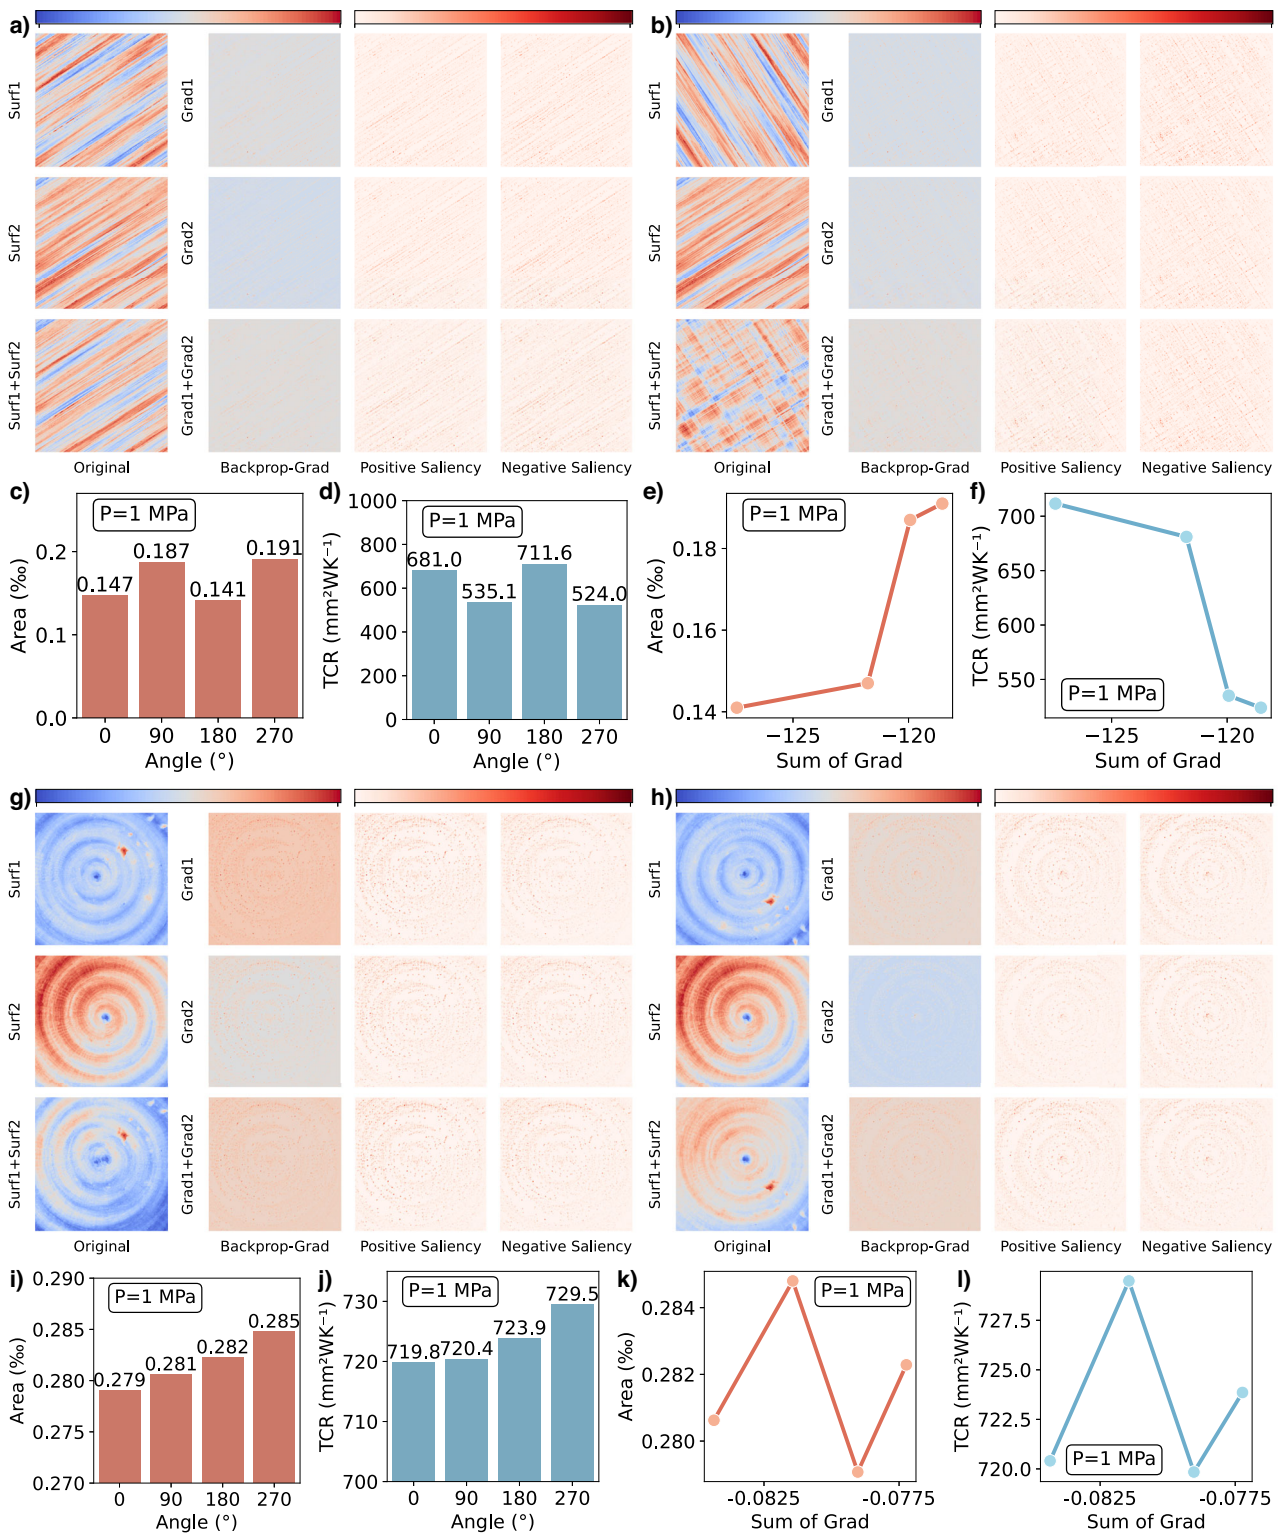 a)
Surf1
Grad1
Surf2
Grad2
Surf1+Surf2
Grad1+Grad2
Original
Backprop-Grad
Positive Saliency
Negative Saliency
b)
Surf1
Grad1
Surf2
Grad2
Surf1+Surf2
Grad1+Grad2
Original
Backprop-Grad
Positive Saliency
Negative Saliency
c)
P=1 MPa
Area (‰)
0.2
0.1
0.0
0.147
0.187
0.141
0.191
0 90 180 270
Angle (°)
d)
P=1 MPa
TCR (mm²WK⁻¹)
1000
800
600
400
200
0
681.0
535.1
711.6
524.0
0 90 180 270
Angle (°)
e)
P=1 MPa
Area (‰)
0.18
0.16
0.14
−125 −120
Sum of Grad
f)
TCR (mm²WK⁻¹)
700
650
600
550
P=1 MPa
−125 −120
Sum of Grad
g)
Surf1
Grad1
Surf2
Grad2
Surf1+Surf2
Grad1+Grad2
Original
Backprop-Grad
Positive Saliency
Negative Saliency
h)
Surf1
Grad1
Surf2
Grad2
Surf1+Surf2
Grad1+Grad2
Original
Backprop-Grad
Positive Saliency
Negative Saliency
i)
P=1 MPa
Area (‰)
0.290
0.285
0.280
0.275
0.270
0.279
0.281
0.282
0.285
0 90 180 270
Angle (°)
j)
P=1 MPa
TCR (mm²WK⁻¹)
730
720
710
700
719.8
720.4
723.9
729.5
0 90 180 270
Angle (°)
k)
P=1 MPa
Area (‰)
0.284
0.282
0.280
-0.0825 -0.0775
Sum of Grad
l)
TCR (mm²WK⁻¹)
727.5
725.0
722.5
720.0
P=1 MPa
-0.0825 -0.0775
Sum of Grad